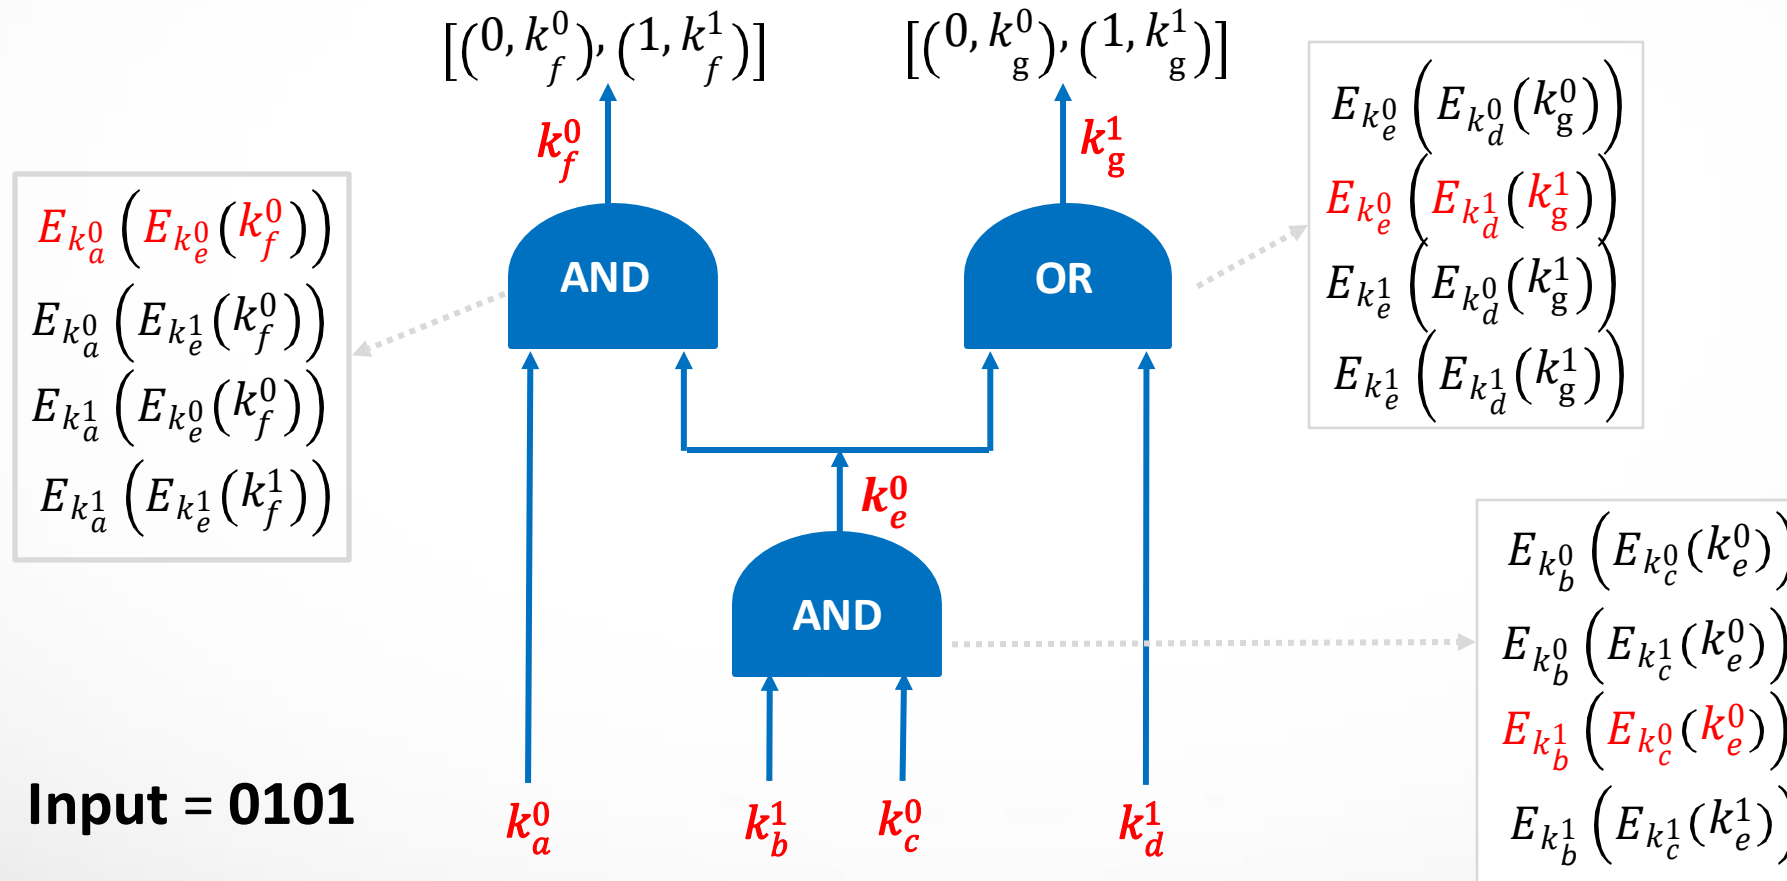 [(0, k_f^0), (1, k_f^1)]
[(0, k_g^0), (1, k_g^1)]
k_f^0
k_g^1
E_{k_a^0}(E_{k_e^0}(k_f^0))
E_{k_a^0}(E_{k_e^1}(k_f^0))
E_{k_a^1}(E_{k_e^0}(k_f^0))
E_{k_a^1}(E_{k_e^1}(k_f^1))
AND
OR
E_{k_e^0}(E_{k_d^0}(k_g^0))
E_{k_e^0}(E_{k_d^1}(k_g^1))
E_{k_e^1}(E_{k_d^0}(k_g^1))
E_{k_e^1}(E_{k_d^1}(k_g^1))
k_e^0
AND
E_{k_b^0}(E_{k_c^0}(k_e^0))
E_{k_b^0}(E_{k_c^1}(k_e^0))
E_{k_b^1}(E_{k_c^0}(k_e^0))
E_{k_b^1}(E_{k_c^1}(k_e^1))
Input = 0101
k_a^0
k_b^1
k_c^0
k_d^1